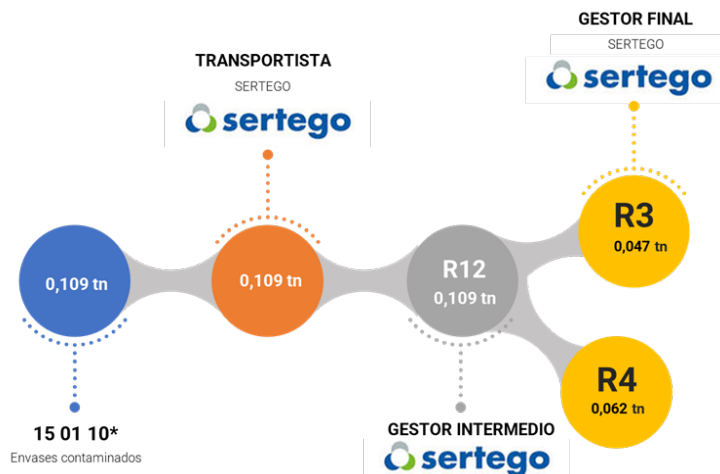 GESTOR FINAL
SERTEGO
sertego
TRANSPORTISTA
SERTEGO
sertego
R3
0,047 tn
0,109 tn
0,109 tn
R12
0,109 tn
R4
0,062 tn
15 01 10*
Envases contaminados
GESTOR INTERMEDIO
sertego